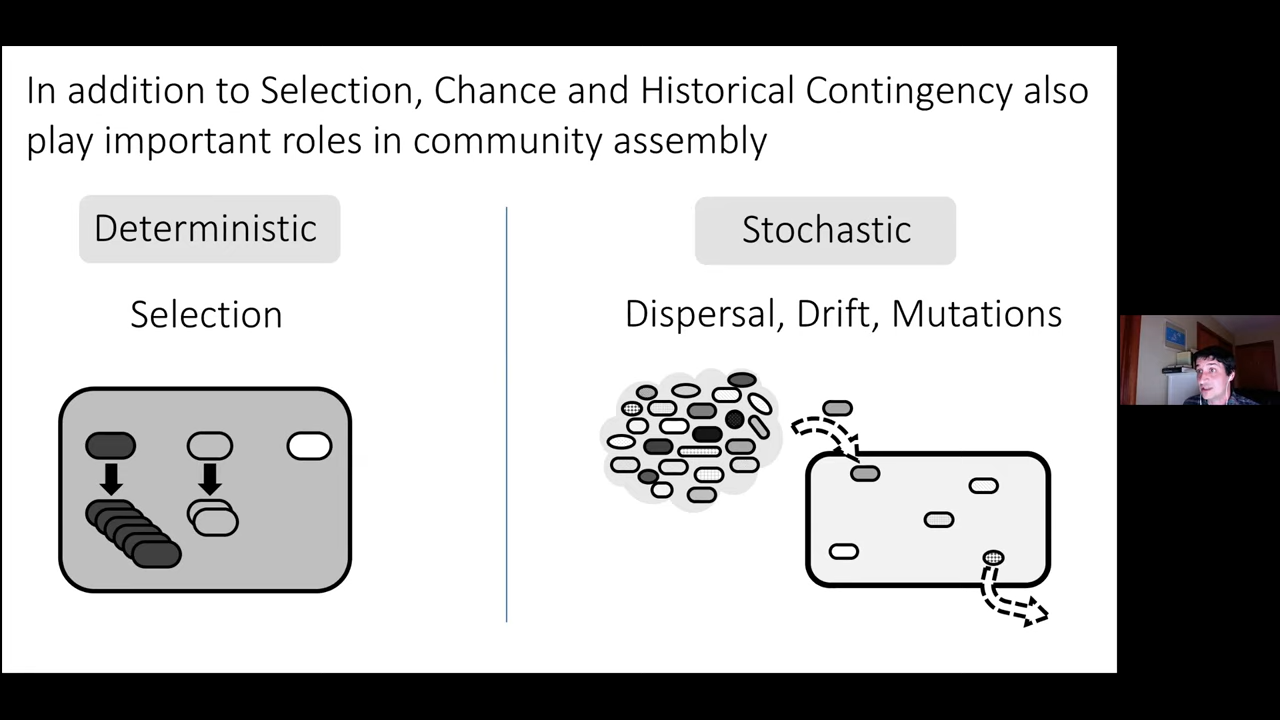 In addition to Selection, Chance and Historical Contingency also
play important roles in community assembly
Deterministic
Stochastic
Selection
Dispersal, Drift, Mutations